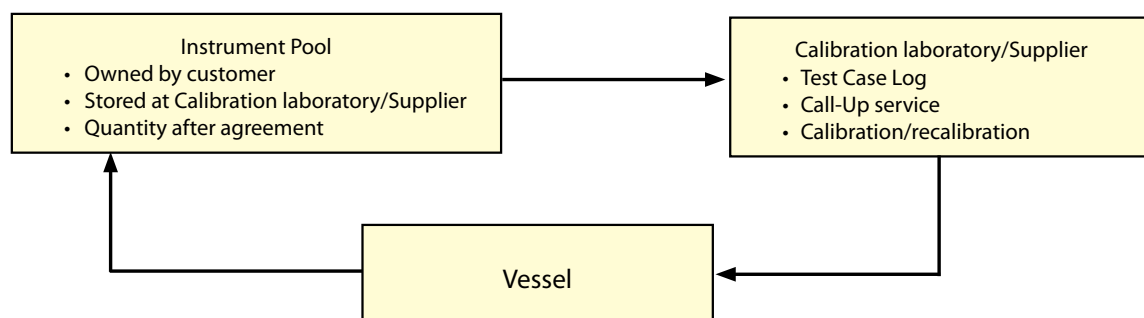 Instrument Pool
• Owned by customer
• Stored at Calibration laboratory/Supplier
• Quantity after agreement
Calibration laboratory/Supplier
• Test Case Log
• Call-Up service
• Calibration/recalibration
Vessel